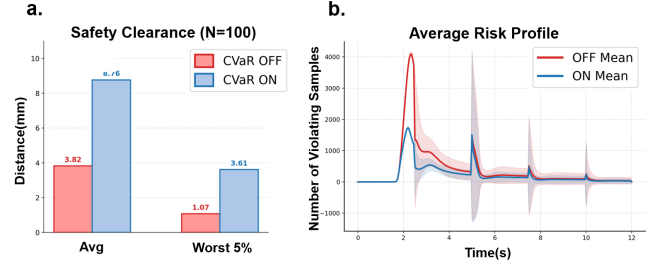 a.
Safety Clearance (N=100)
CVaR OFF
CVaR ON
Distance(mm)
10
8
6
4
2
0
8.76
3.82
3.61
1.07
Avg
Worst 5%
b.
Average Risk Profile
OFF Mean
ON Mean
Number of Violating Samples
4000
3000
2000
1000
0
−1000
0
2
4
6
8
10
12
Time(s)